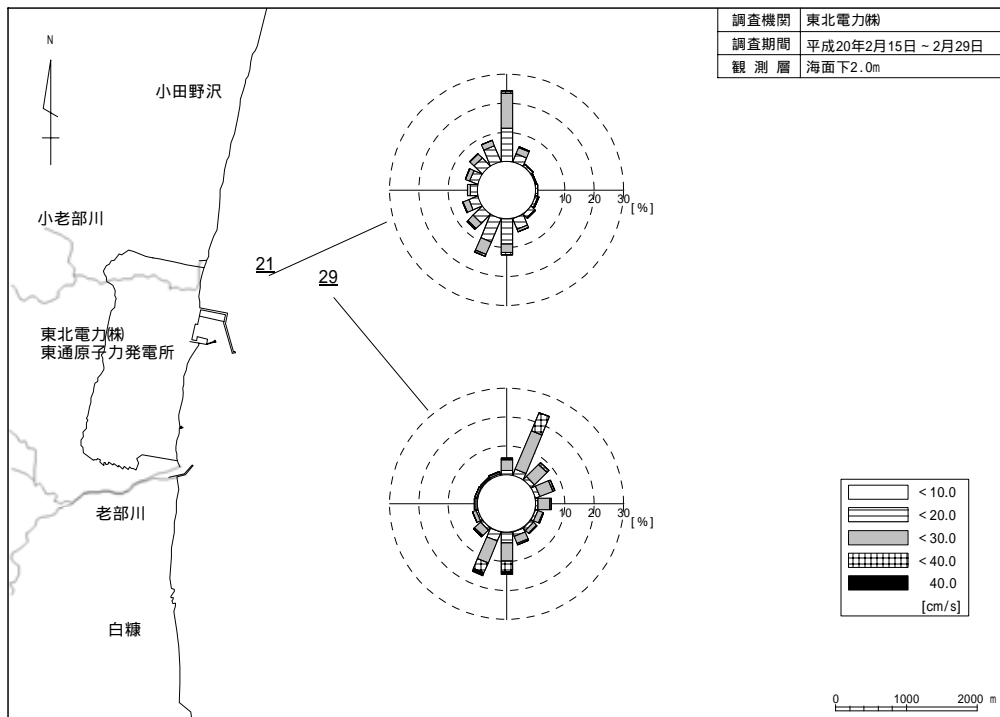 調査機関 東北電力㈱
調査期間 平成20年2月15日 ~ 2月29日
観 測 層 海面下2.0m
N
小田野沢
小老部川
10 20 30
[%]
21
29
東北電力㈱
東通原子力発電所
10 20 30
[%]
老部川
白糠
< 10.0
< 20.0
< 30.0
< 40.0
40.0
[cm/s]
0 1000 2000 m